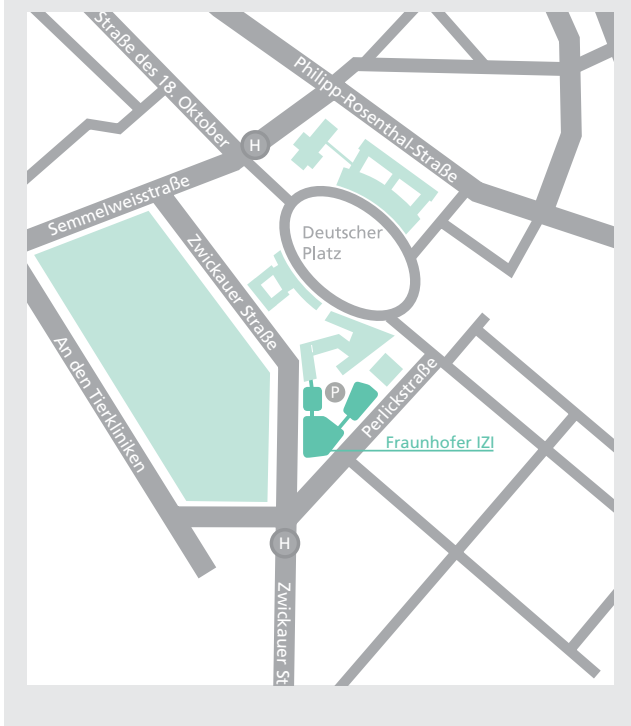 Straße des 18. Oktober
Philipp-Rosenthal-Straße
H
Semmelweisstraße
Deutscher
Platz
Zwickauer Straße
An den Tierkliniken
P
Perlickstraße
Fraunhofer IZI
H
Zwickauer St